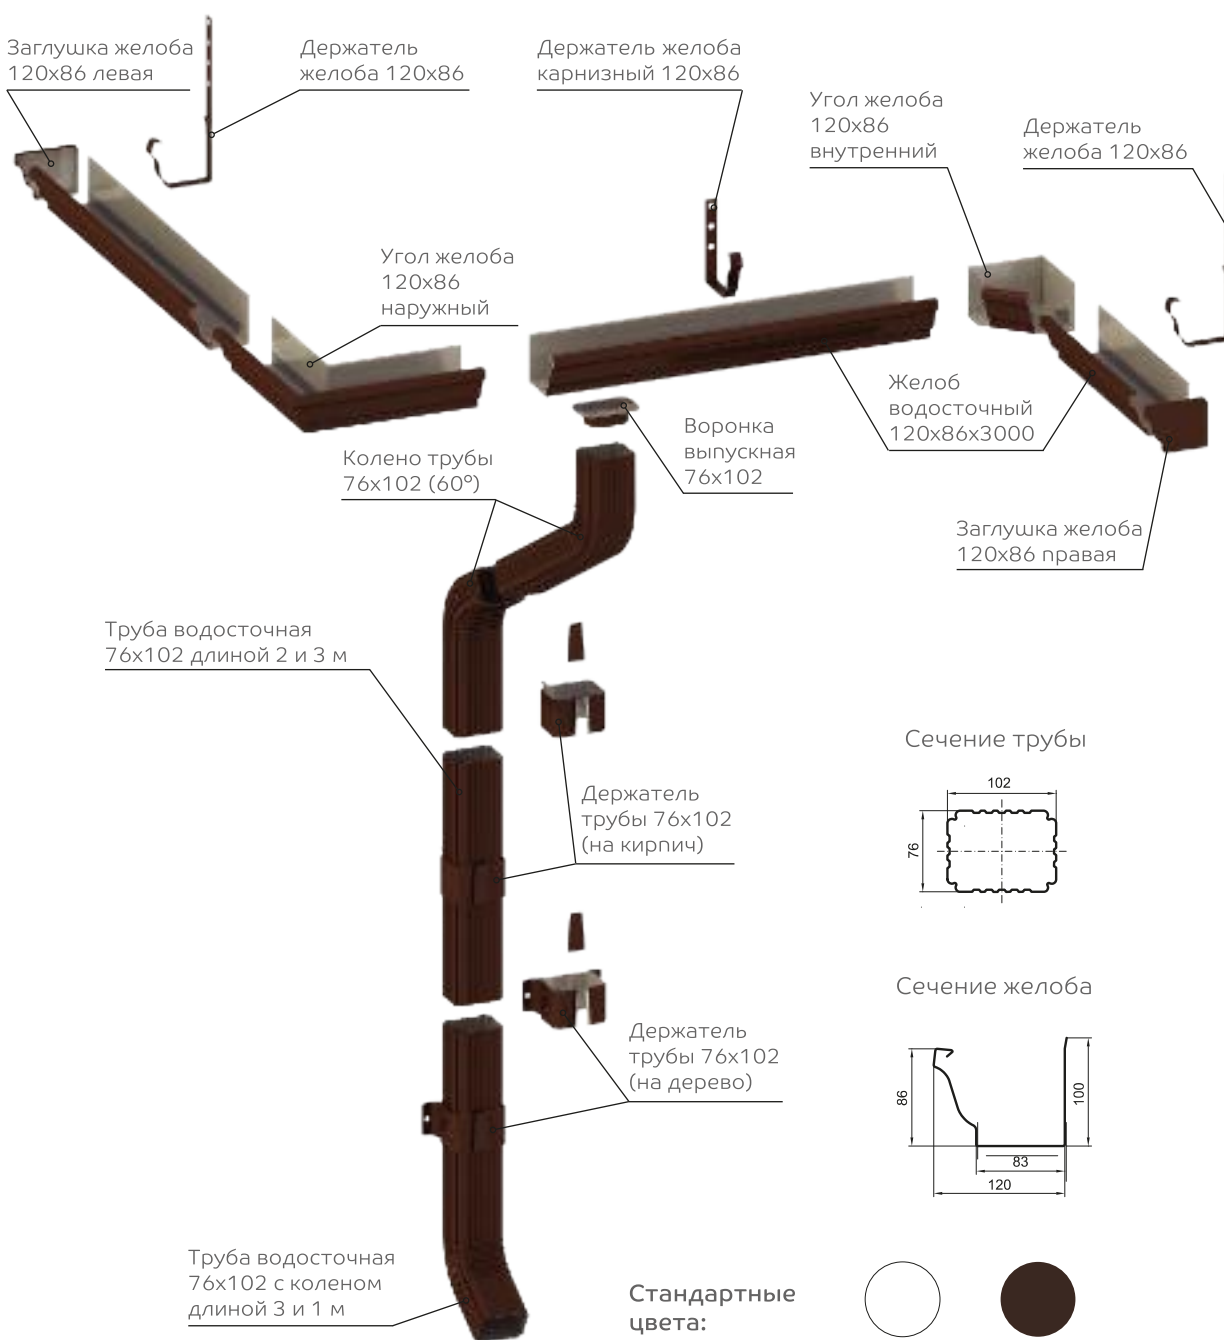 Заглушка желоба
120х86 левая
Держатель
желоба 120х86
Держатель желоба
карнизный 120х86
Угол желоба
120х86
внутренний
Держатель
желоба 120х86
Угол желоба
120х86
наружный
Желоб
водосточный
120х86х3000
Воронка
выпускная
76х102
Колено трубы
76х102 (60°)
Заглушка желоба
120х86 правая
Труба водосточная
76х102 длиной 2 и 3 м
Держатель
трубы 76х102
(на кирпич)
Сечение трубы
102
76
Держатель
трубы 76х102
(на дерево)
Сечение желоба
86
100
83
120
Труба водосточная
76х102 с коленом
длиной 3 и 1 м
Стандартные
цвета: